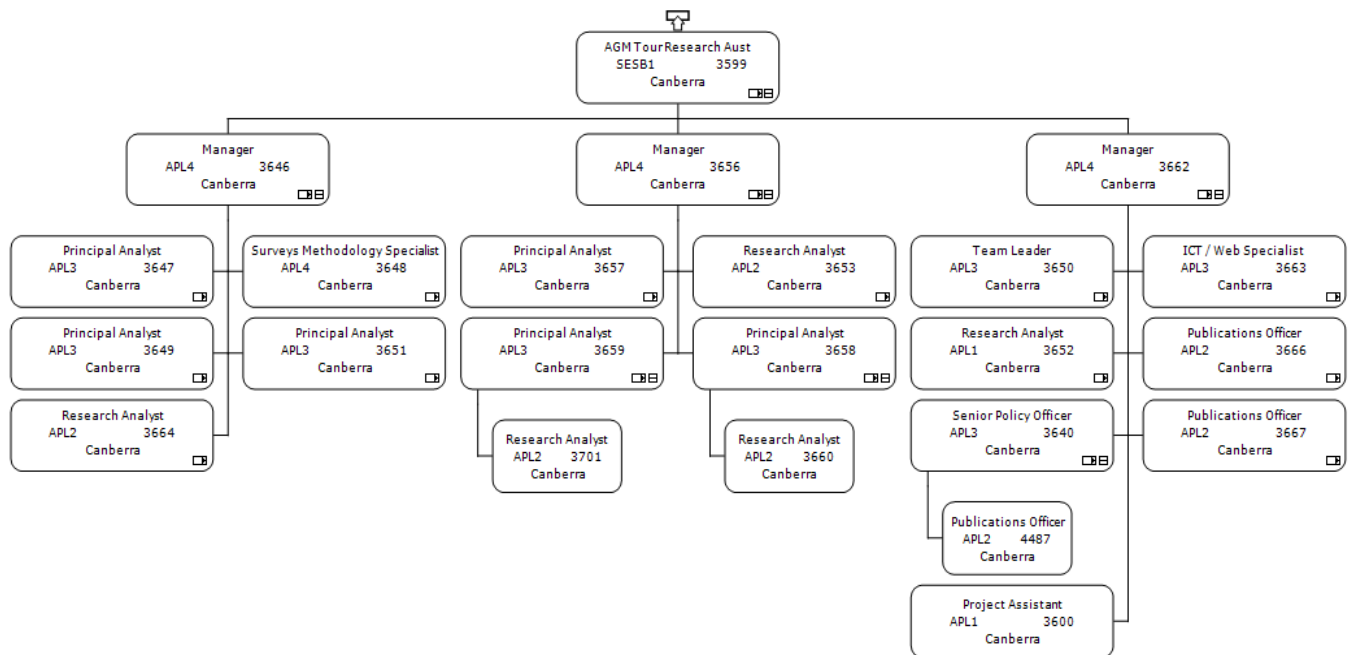 AGM Tour Research Aust
SESB1 3599
Canberra
Manager
APL4 3646
Canberra
Manager
APL4 3656
Canberra
Manager
APL4 3662
Canberra
Principal Analyst
APL3 3647
Canberra
Surveys Methodology Specialist
APL4 3648
Canberra
Principal Analyst
APL3 3657
Canberra
Research Analyst
APL2 3653
Canberra
Team Leader
APL3 3650
Canberra
ICT / Web Specialist
APL3 3663
Canberra
Principal Analyst
APL3 3649
Canberra
Principal Analyst
APL3 3651
Canberra
Principal Analyst
APL3 3659
Canberra
Principal Analyst
APL3 3658
Canberra
Research Analyst
APL1 3652
Canberra
Publications Officer
APL2 3666
Canberra
Research Analyst
APL2 3664
Canberra
Research Analyst
APL2 3701
Canberra
Research Analyst
APL2 3660
Canberra
Senior Policy Officer
APL3 3640
Canberra
Publications Officer
APL2 3667
Canberra
Publications Officer
APL2 4487
Canberra
Project Assistant
APL1 3600
Canberra